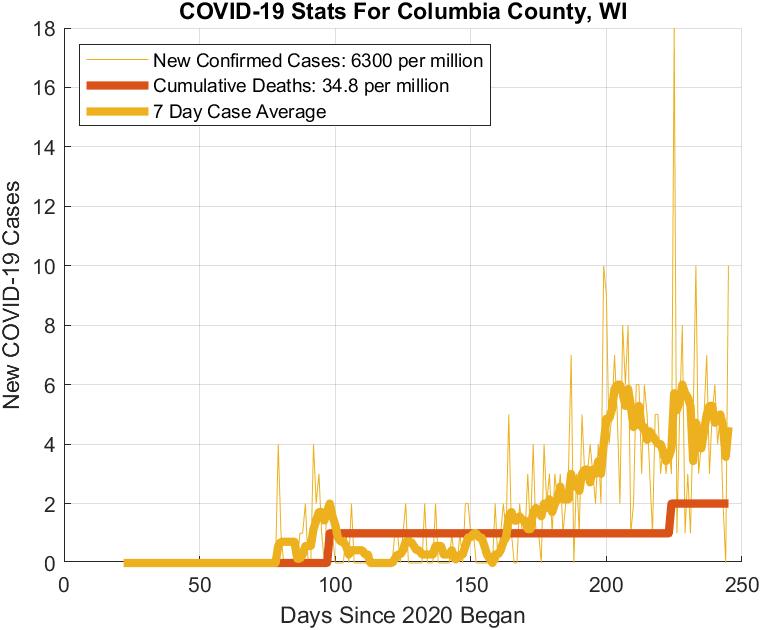 COVID-19 Stats For Columbia County, WI
New Confirmed Cases: 6300 per million
Cumulative Deaths: 34.8 per million
7 Day Case Average
New COVID-19 Cases
18
16
14
12
10
8
6
4
2
0
0 50 100 150 200 250
Days Since 2020 Began